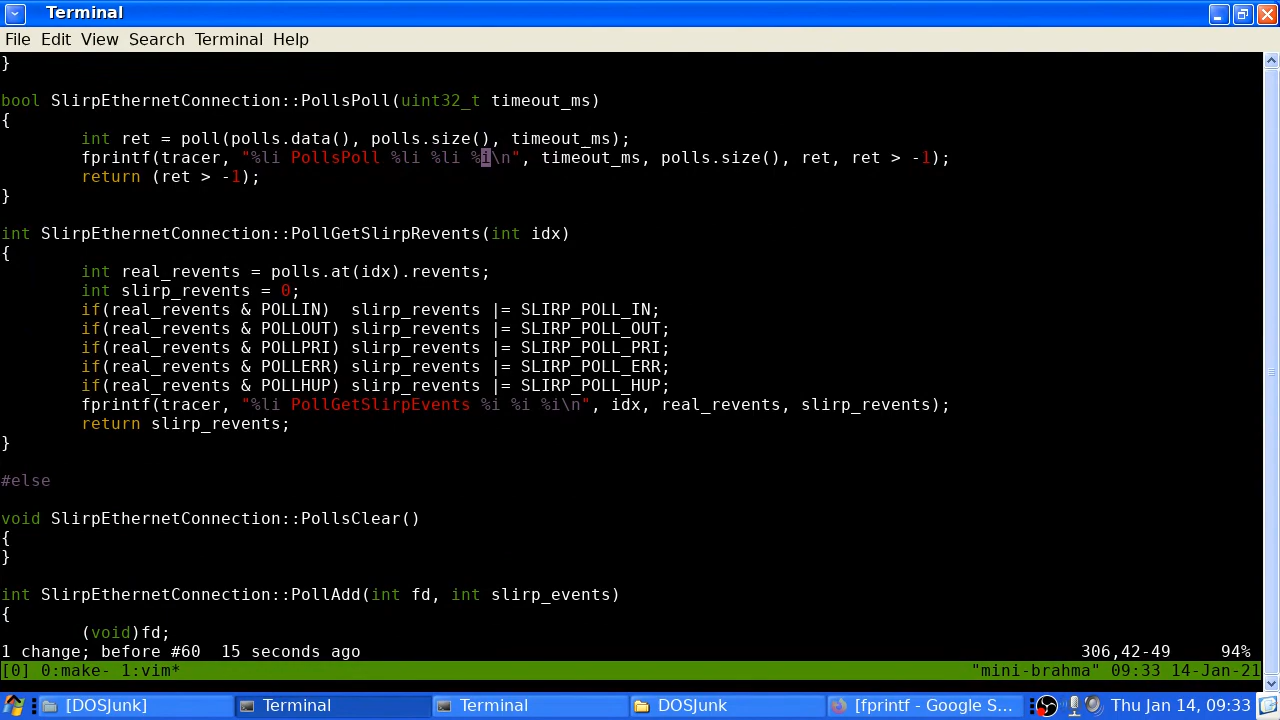 Terminal
File Edit View Search Terminal Help
}
bool SlirpEthernetConnection::PollsPoll(uint32_t timeout_ms)
{
        int ret = poll(polls.data(), polls.size(), timeout_ms);
        fprintf(tracer, "%li PollsPoll %li %li %i\n", timeout_ms, polls.size(), ret, ret > -1);
        return (ret > -1);
}
int SlirpEthernetConnection::PollGetSlirpRevents(int idx)
{
        int real_revents = polls.at(idx).revents;
        int slirp_revents = 0;
        if(real_revents & POLLIN)  slirp_revents |= SLIRP_POLL_IN;
        if(real_revents & POLLOUT) slirp_revents |= SLIRP_POLL_OUT;
        if(real_revents & POLLPRI) slirp_revents |= SLIRP_POLL_PRI;
        if(real_revents & POLLERR) slirp_revents |= SLIRP_POLL_ERR;
        if(real_revents & POLLHUP) slirp_revents |= SLIRP_POLL_HUP;
        fprintf(tracer, "%li PollGetSlirpEvents %i %i %i\n", idx, real_revents, slirp_revents);
        return slirp_revents;
}
#else
void SlirpEthernetConnection::PollsClear()
{
}
int SlirpEthernetConnection::PollAdd(int fd, int slirp_events)
{
        (void)fd;
1 change; before #60  15 seconds ago 306,42-49 94%
[0] 0:make- 1:vim* "mini-brahma" 09:33 14-Jan-21
[DOSJunk] Terminal Terminal DOSJunk [fprintf - Google S... Thu Jan 14, 09:33